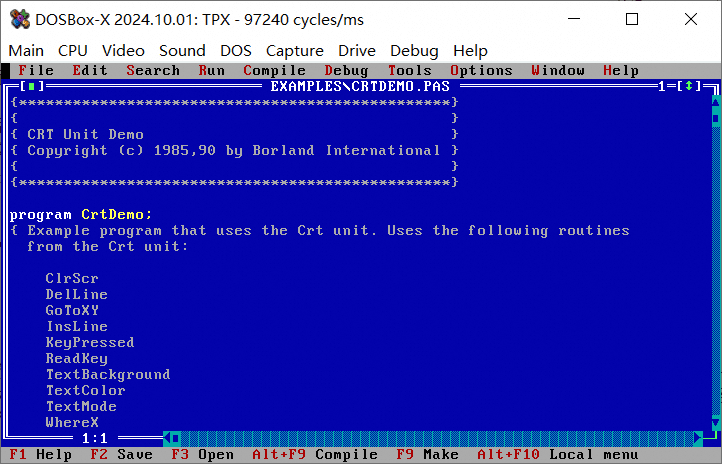 DOSBox-X 2024.10.01: TPX - 97240 cycles/ms
Main CPU Video Sound DOS Capture Drive Debug Help
File Edit Search Run Compile Debug Tools Options Window Help
[■] EXAMPLES\CRTDEMO.PAS 1=[↕]
{************************************************}
{                                                }
{ CRT Unit Demo                                  }
{ Copyright (c) 1985,90 by Borland International }
{                                                }
{************************************************}
program CrtDemo;
{ Example program that uses the Crt unit. Uses the following routines
  from the Crt unit:
    ClrScr
    DelLine
    GoToXY
    InsLine
    KeyPressed
    ReadKey
    TextBackground
    TextColor
    TextMode
    WhereX
1:1
F1 Help F2 Save F3 Open Alt+F9 Compile F9 Make Alt+F10 Local menu